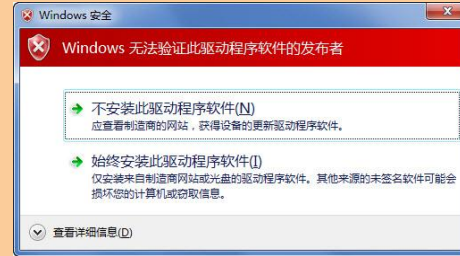 Windows 安全
Windows 无法验证此驱动程序软件的发布者
不安装此驱动程序软件(N)
应查看制造商的网站，获得设备的更新驱动程序软件。
始终安装此驱动程序软件(I)
仅安装来自制造商网站或光盘的驱动程序软件。其他来源的未签名软件可能会
损坏您的计算机或窃取信息。
查看详细信息(D)